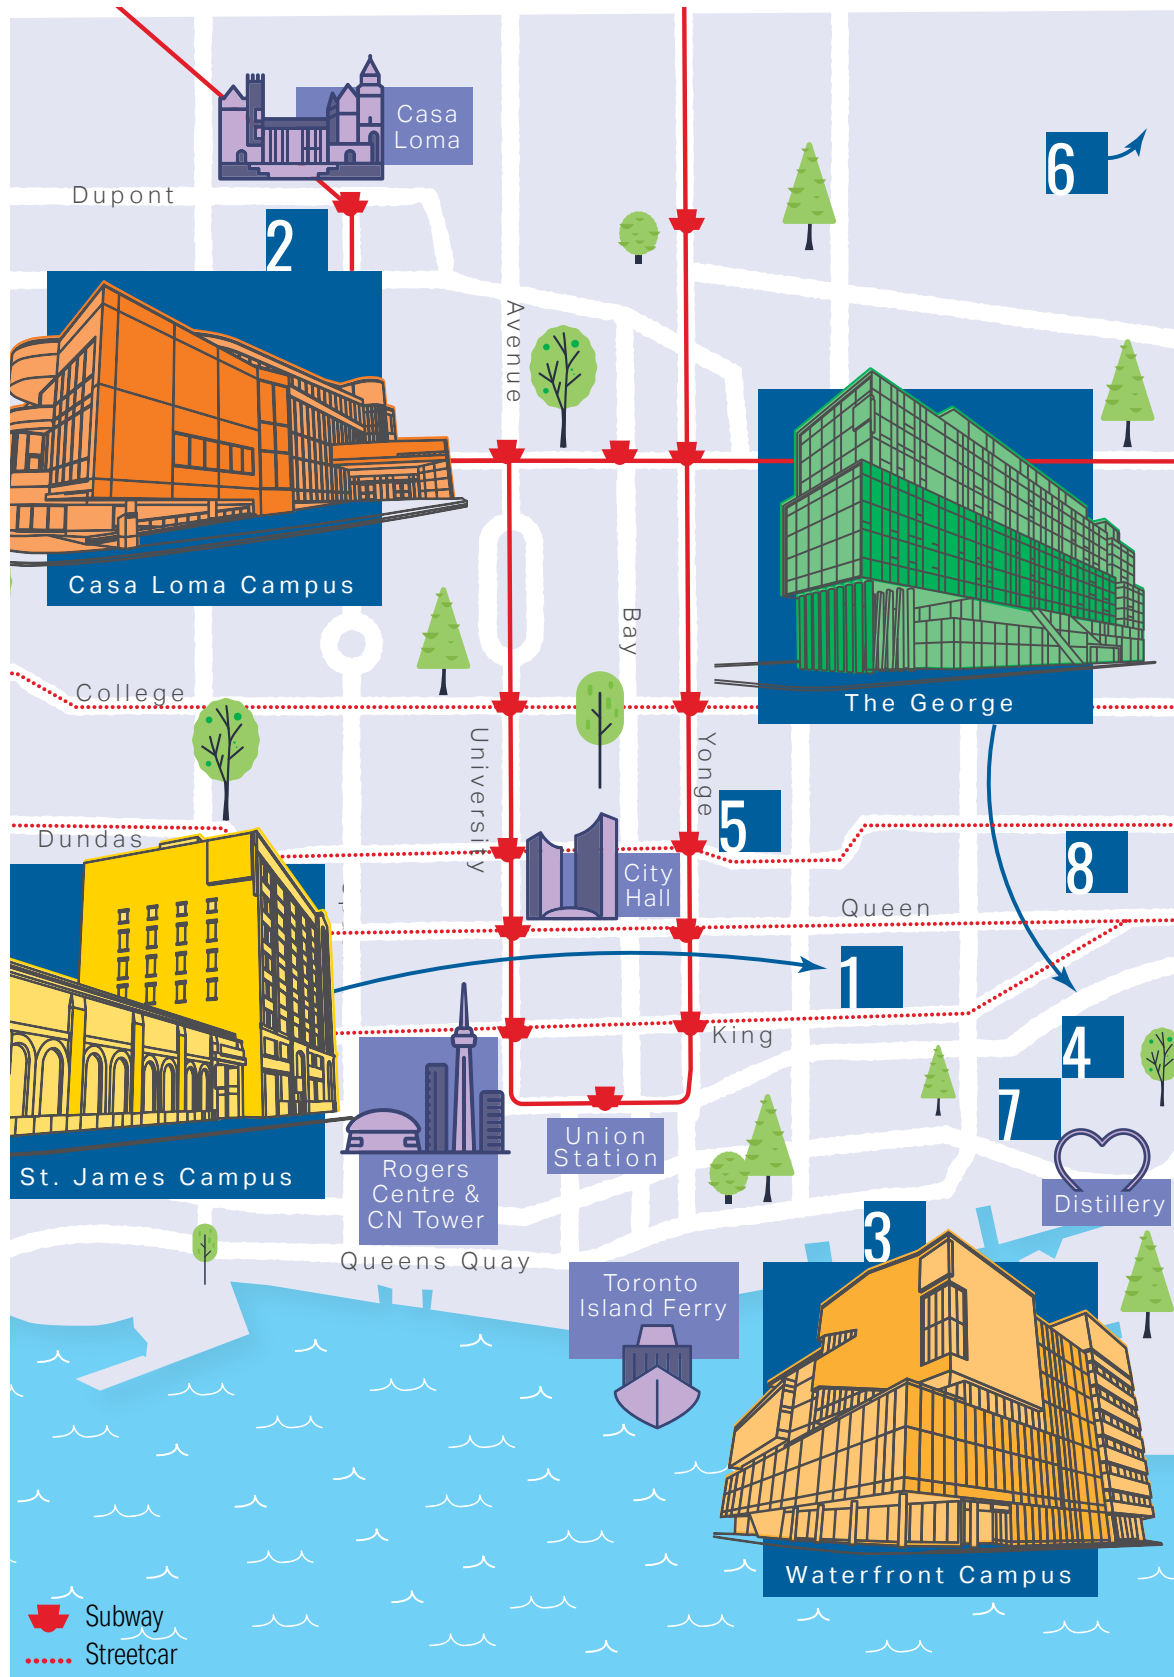 Casa
Loma
6
Dupont
2
Avenue
Casa Loma Campus
Bay
College
The George
University
Yonge
5
Dundas
8
City
Hall
Queen
1
King
4
7
Union
Station
Rogers
Centre &
CN Tower
St. James Campus
Distillery
3
Queens Quay
Toronto
Island Ferry
Waterfront Campus
Subway
Streetcar